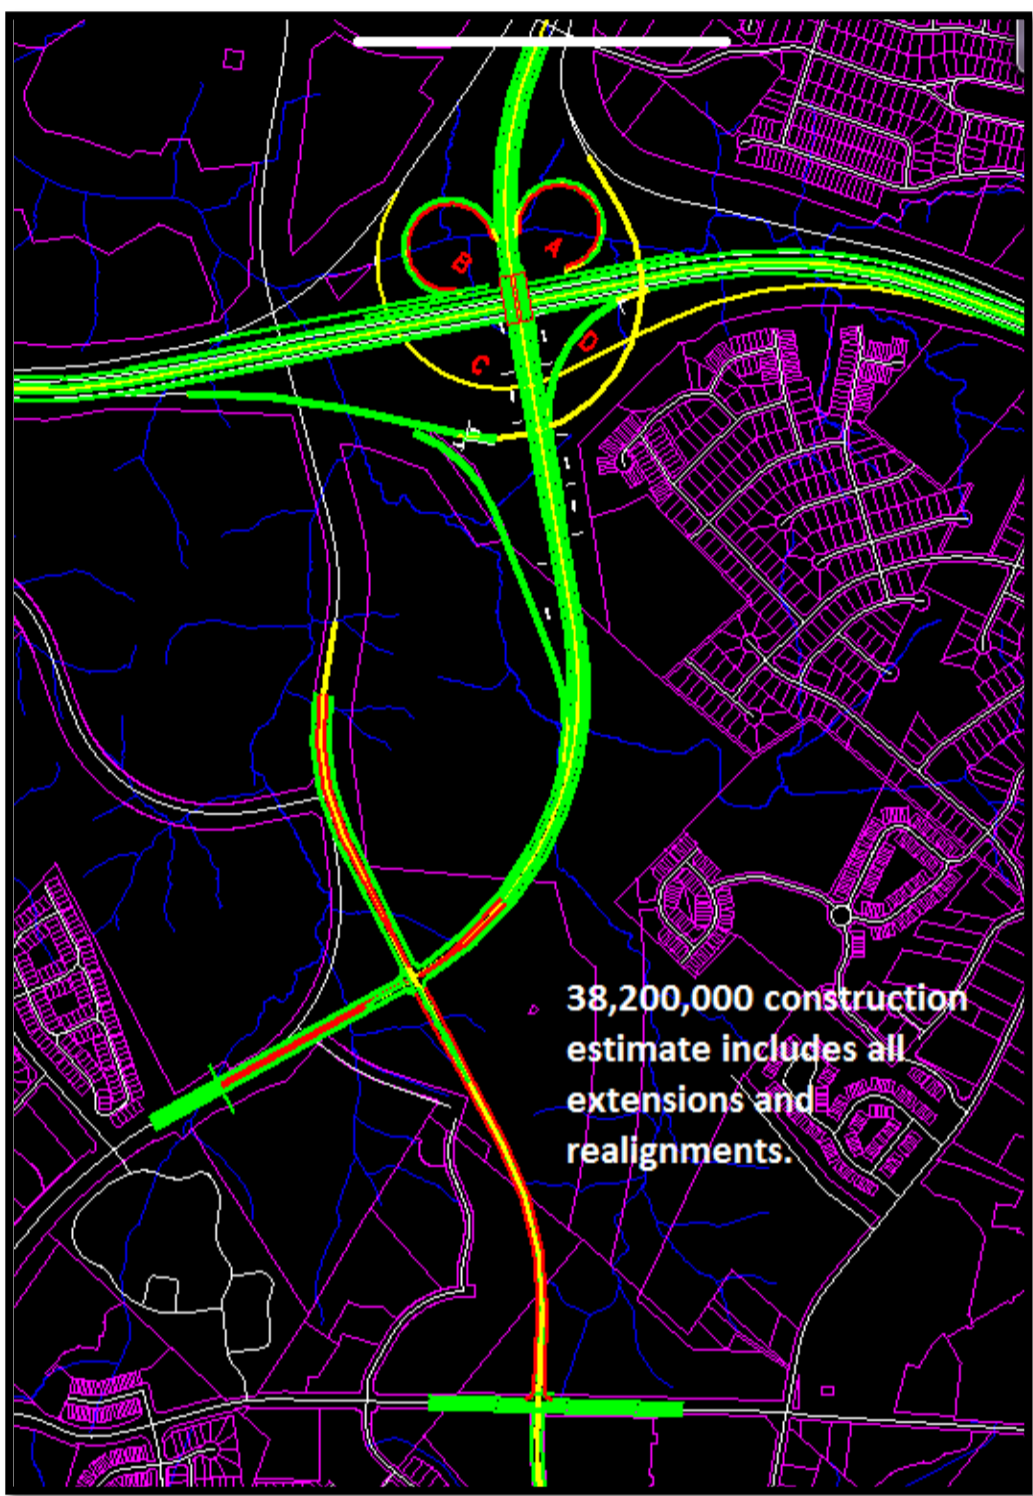 A
B
D
C
38,200,000 construction
estimate includes all
extensions and
realignments.